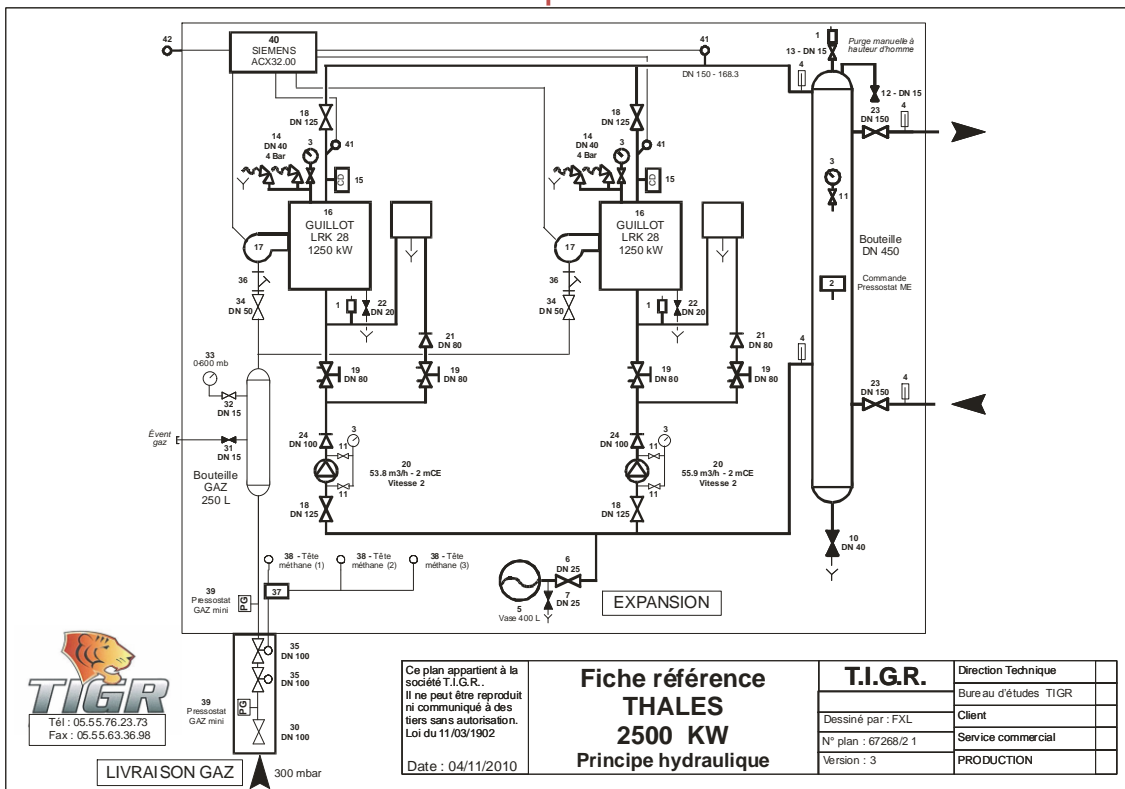 42
40
SIEMENS
ACX32.00
41
DN 150 - 168.3
1
13 - DN 15
Purge manuelle à
hauteur d'homme
4
12 - DN 15
23
DN 150
4
18
DN 125
14
DN 40
4 Bar
3
41
CD
15
18
DN 125
14
DN 40
4 Bar
3
41
CD
15
3
11
16
GUILLOT
LRK 28
1250 kW
17
16
GUILLOT
LRK 28
1250 kW
17
Bouteille
DN 450
2
Commande
Pressostat ME
36
34
DN 50
1
22
DN 20
21
DN 80
36
34
DN 50
1
22
DN 20
21
DN 80
4
33
0-600 mb
32
DN 15
19
DN 80
19
DN 80
19
DN 80
19
DN 80
23
DN 150
4
Évent
gaz
31
DN 15
Bouteille
GAZ
250 L
24
DN 100
11
3
11
20
53.8 m3/h - 2 mCE
Vitesse 2
18
DN 125
24
DN 100
11
3
11
20
55.9 m3/h - 2 mCE
Vitesse 2
18
DN 125
10
DN 40
38 - Tête
méthane (1)
38 - Tête
méthane (2)
38 - Tête
méthane (3)
37
39
Pressostat
GAZ mini
PG
6
DN 25
7
DN 25
5
Vase 400 L
EXPANSION
35
DN 100
35
DN 100
39
Pressostat
GAZ mini
PG
30
DN 100
LIVRAISON GAZ
300 mbar
TIGR
Tél : 05.55.76.23.73
Fax : 05.55.63.36.98
Ce plan appartient à la
société T.I.G.R..
Il ne peut être reproduit
ni communiqué à des
tiers sans autorisation.
Loi du 11/03/1902
Date : 04/11/2010
Fiche référence
THALES
2500 KW
Principe hydraulique
T.I.G.R.
Dessiné par : FXL
N° plan : 67268/2 1
Version : 3
Direction Technique
Bureau d'études TIGR
Client
Service commercial
PRODUCTION